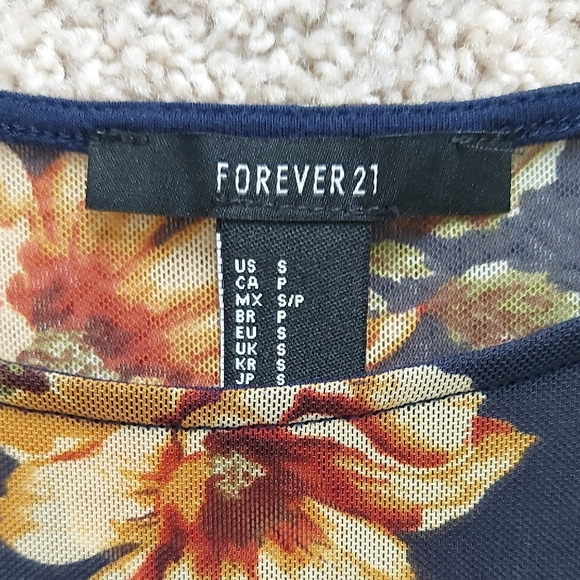 FOREVER 21
US S
CA P
MX S/P
BR P
EU S
UK S
KR S
JP S